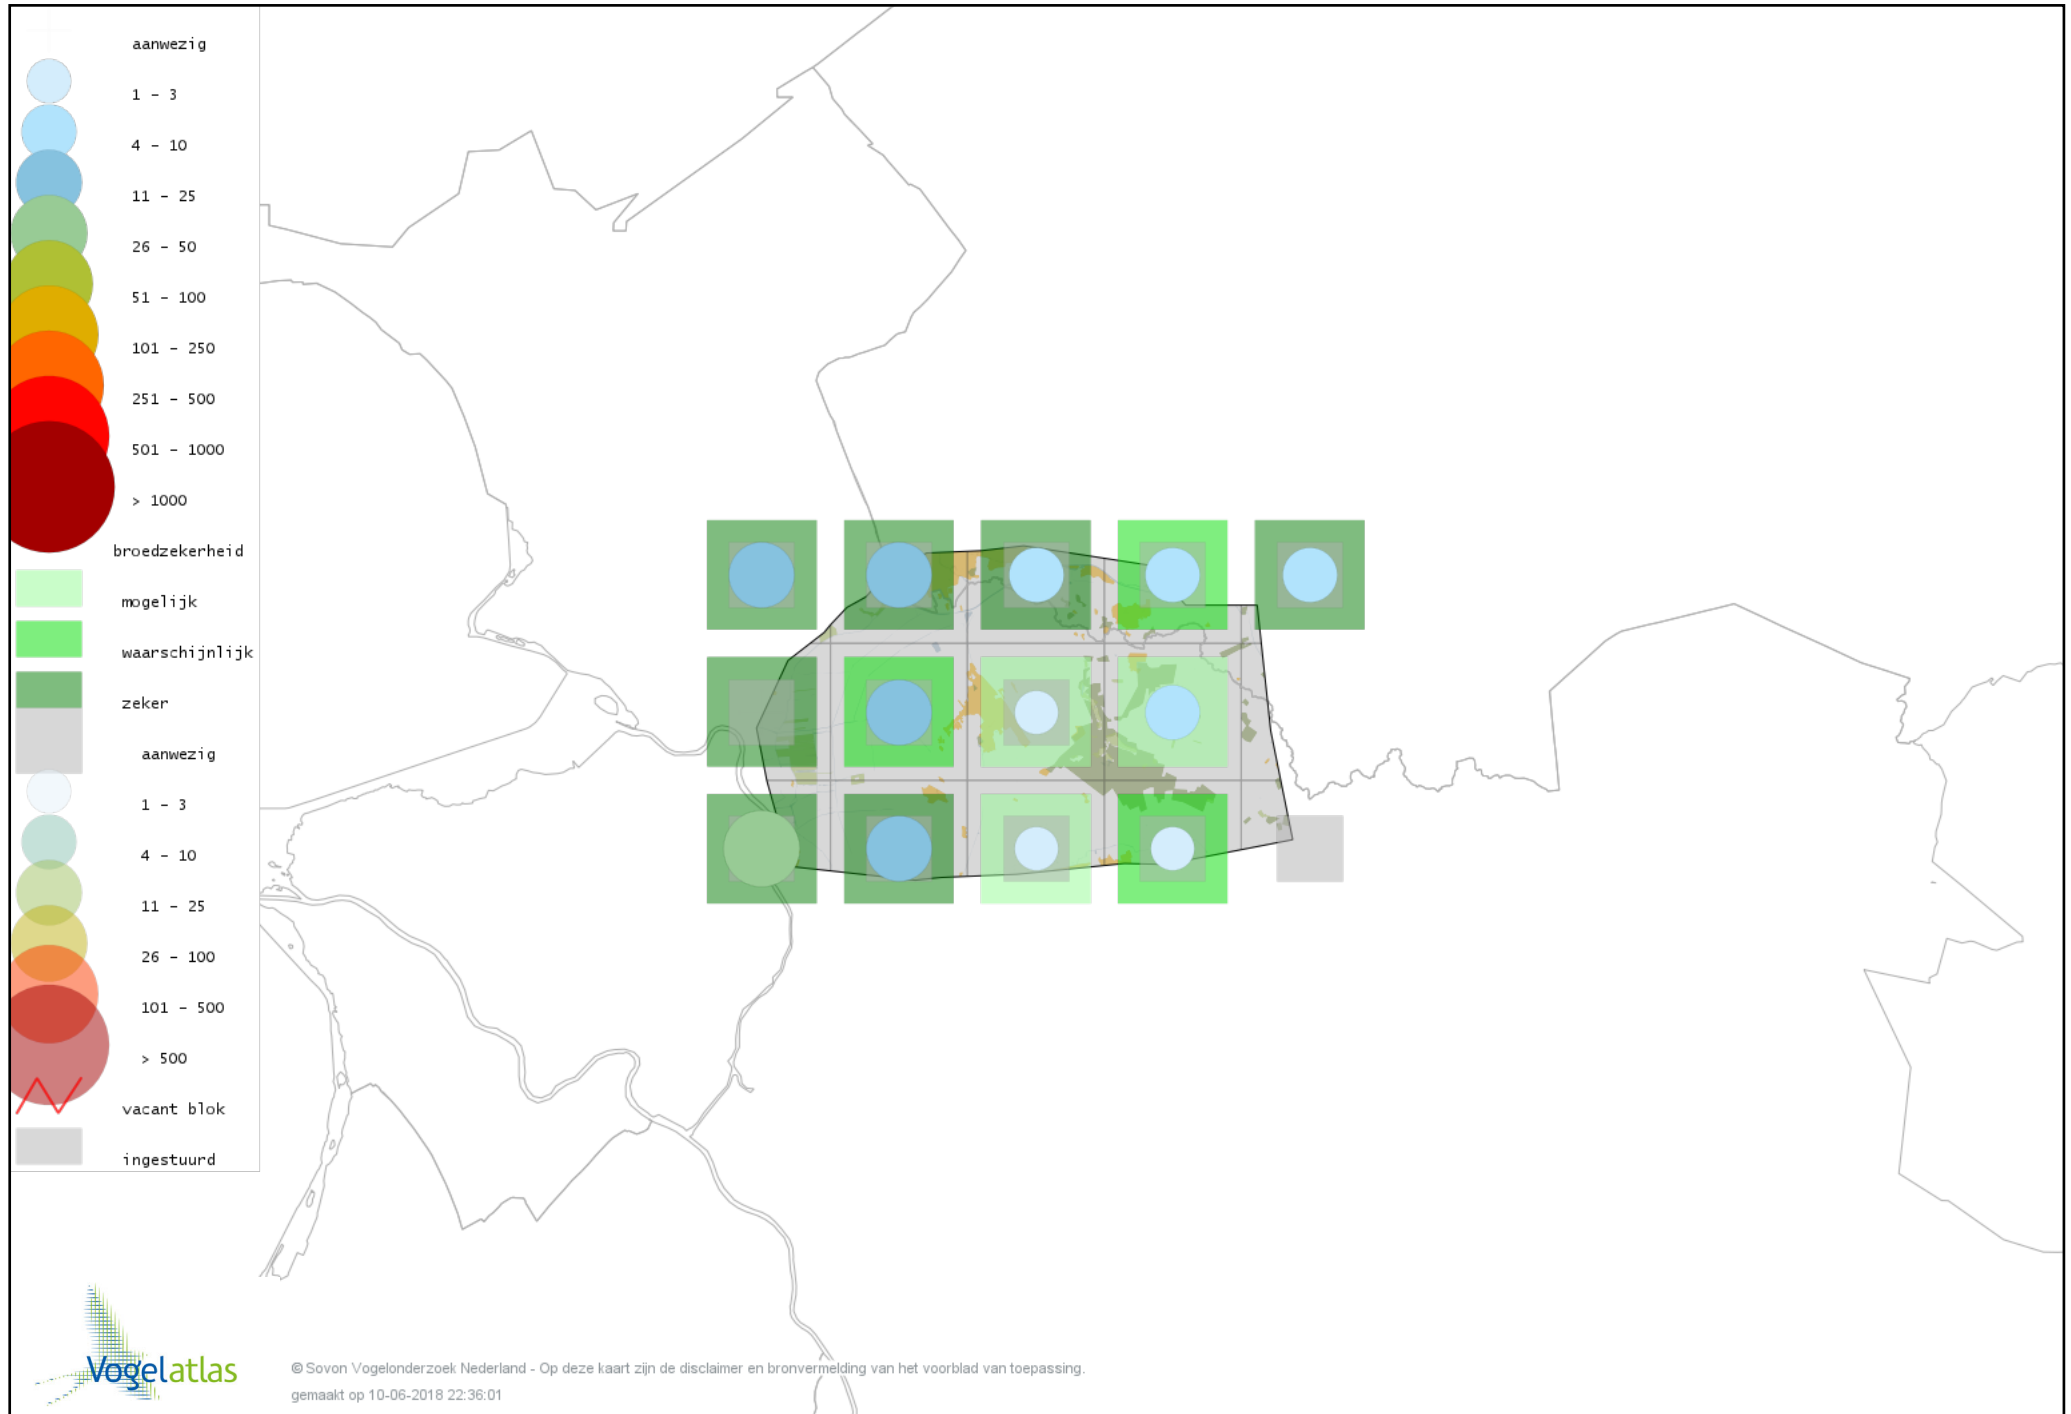 aanwezig
1 - 3
4 - 10
11 - 25
26 - 50
51 - 100
101 - 250
251 - 500
501 - 1000
> 1000
broedzekerheid
mogelijk
waarschijnlijk
zeker
aanwezig
1 - 3
4 - 10
11 - 25
26 - 100
101 - 500
> 500
vacant blok
ingestuurd
Vogelatlas
© Sovon Vogelonderzoek Nederland - Op deze kaart zijn de disclaimer en bronvermelding van het voorblad van toepassing.
gemaakt op 10-06-2018 22:36:01